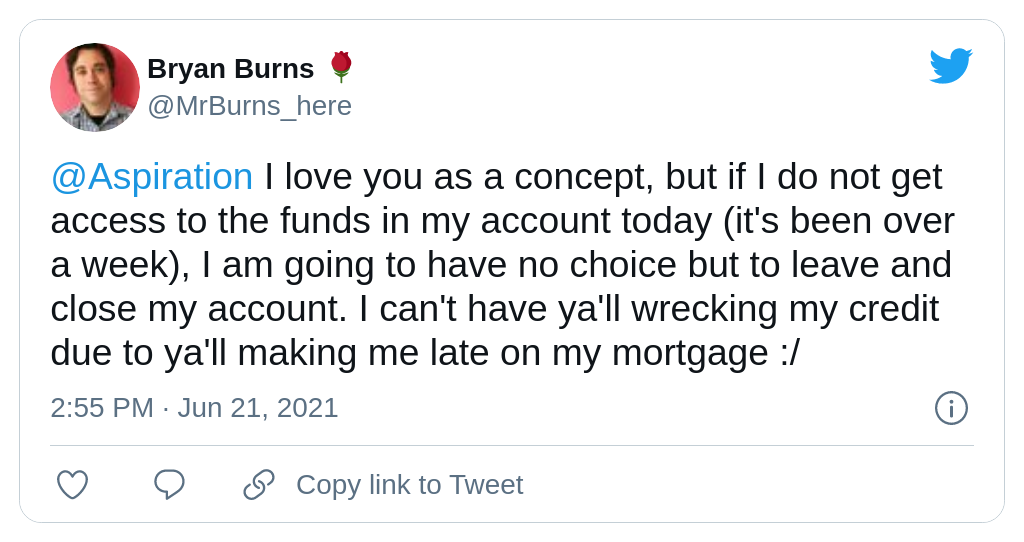 Bryan Burns 🌹
@MrBurns_here
@Aspiration I love you as a concept, but if I do not get
access to the funds in my account today (it's been over
a week), I am going to have no choice but to leave and
close my account. I can't have ya'll wrecking my credit
due to ya'll making me late on my mortgage :/
2:55 PM · Jun 21, 2021
Copy link to Tweet